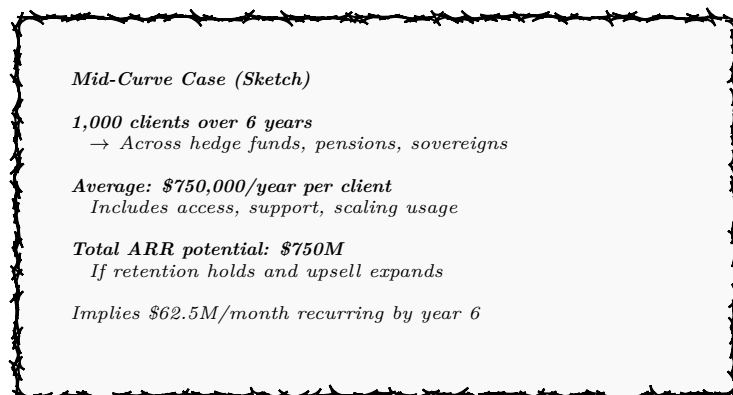 Mid-Curve Case (Sketch)
1,000 clients over 6 years
→ Across hedge funds, pensions, sovereigns
Average: $750,000/year per client
Includes access, support, scaling usage
Total ARR potential: $750M
If retention holds and upsell expands
Implies $62.5M/month recurring by year 6